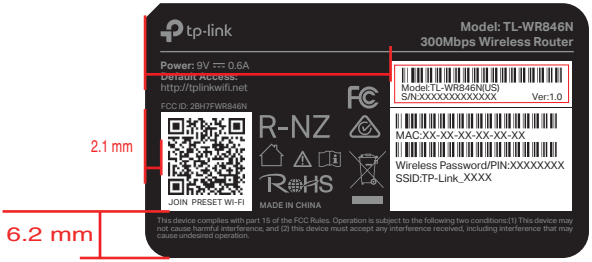 tp-link
Model: TL-WR846N
300Mbps Wireless Router
Power: 9V ⎓ 0.6A
Default Access:
http://tplinkwifi.net
FCC ID: 2BH7FWR846N
Model:TL-WR846N(US)
S/N:XXXXXXXXXXXXX Ver:1.0
FC
R-NZ
MAC:XX-XX-XX-XX-XX-XX
2.1 mm
Wireless Password/PIN:XXXXXXXX
SSID:TP-Link_XXXX
RoHS
JOIN PRESET WI-FI
MADE IN CHINA
This device complies with part 15 of the FCC Rules. Operation is subject to the following two conditions:(1) This device may
not cause harmful interference, and (2) this device must accept any interference received, including interference that may
cause undesired operation.
6.2 mm